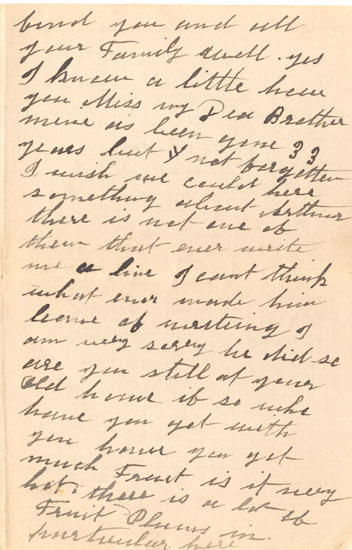 find you and all
your Family well. yes
I know a little how
you Miss my Dea Brother
mine as been gone 33
years but not forgotten
I wish we could here
something about Arthur
there is not one of
them that ever write
me a line I cant think
what ever made him
leave of writeing I
am very sorry he did so
are you still at your
old home if so who
have you got with
you have you got
much Fruit is it very
hot. there is a lot of
Fruit Plums in
particular here